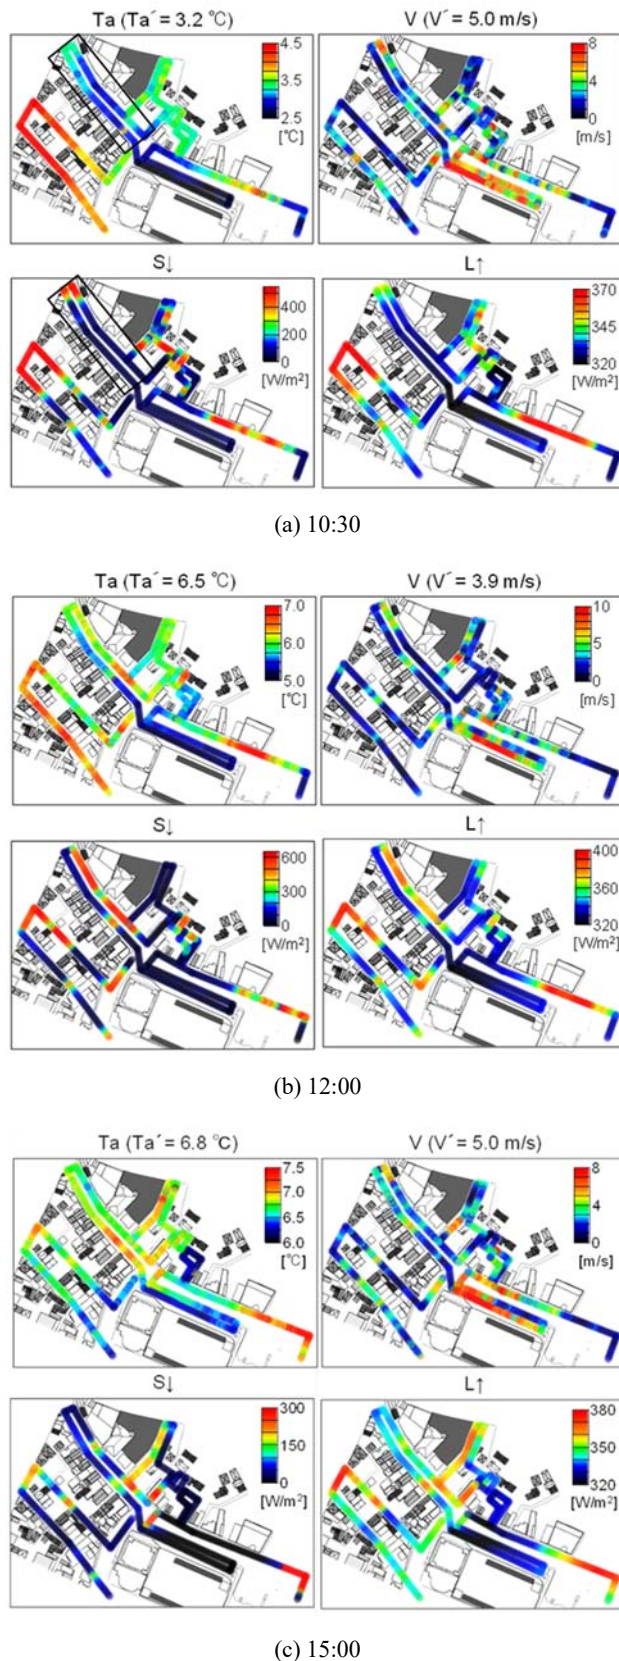 Ta (Ta´ = 3.2 ℃)
V (V´ = 5.0 m/s)
4.5
3.5
2.5
[℃]
8
4
0
[m/s]
S↓
L↑
400
200
0
[W/m²]
370
345
320
[W/m²]
(a) 10:30
Ta (Ta´ = 6.5 ℃)
V (V´ = 3.9 m/s)
7.0
6.0
5.0
[℃]
10
5
0
[m/s]
S↓
L↑
600
300
0
[W/m²]
400
360
320
[W/m²]
(b) 12:00
Ta (Ta´ = 6.8 ℃)
V (V´ = 5.0 m/s)
7.5
7.0
6.5
6.0
[℃]
8
4
0
[m/s]
S↓
L↑
300
150
0
[W/m²]
380
350
320
[W/m²]
(c) 15:00